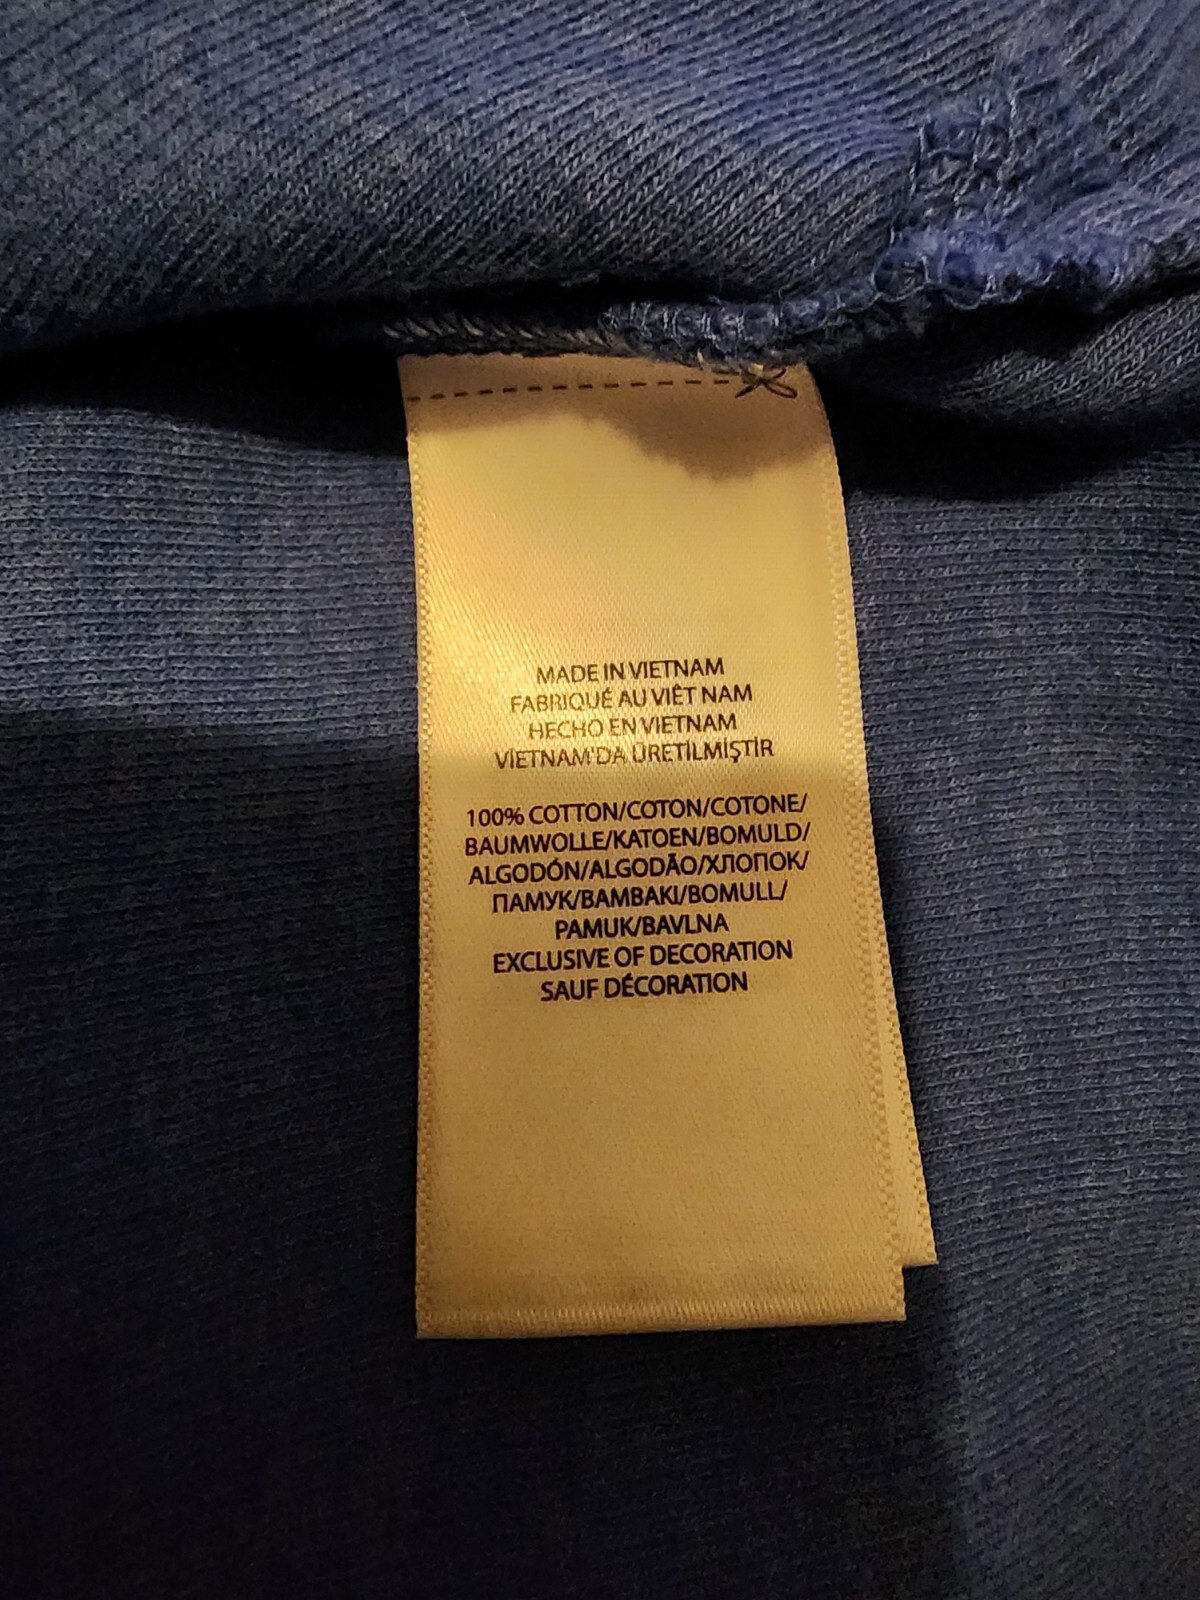 MADE IN VIETNAM
FABRIQUÉ AU VIÊT NAM
HECHO EN VIETNAM
VİETNAM'DA ÜRETİLMİŞTİR
100% COTTON/COTON/COTONE/
BAUMWOLLE/KATOEN/BOMULD/
ALGODÓN/ALGODÃO/ХЛОПОК/
ПАМУК/BAMBAKI/BOMULL/
PAMUK/BAVLNA
EXCLUSIVE OF DECORATION
SAUF DÉCORATION